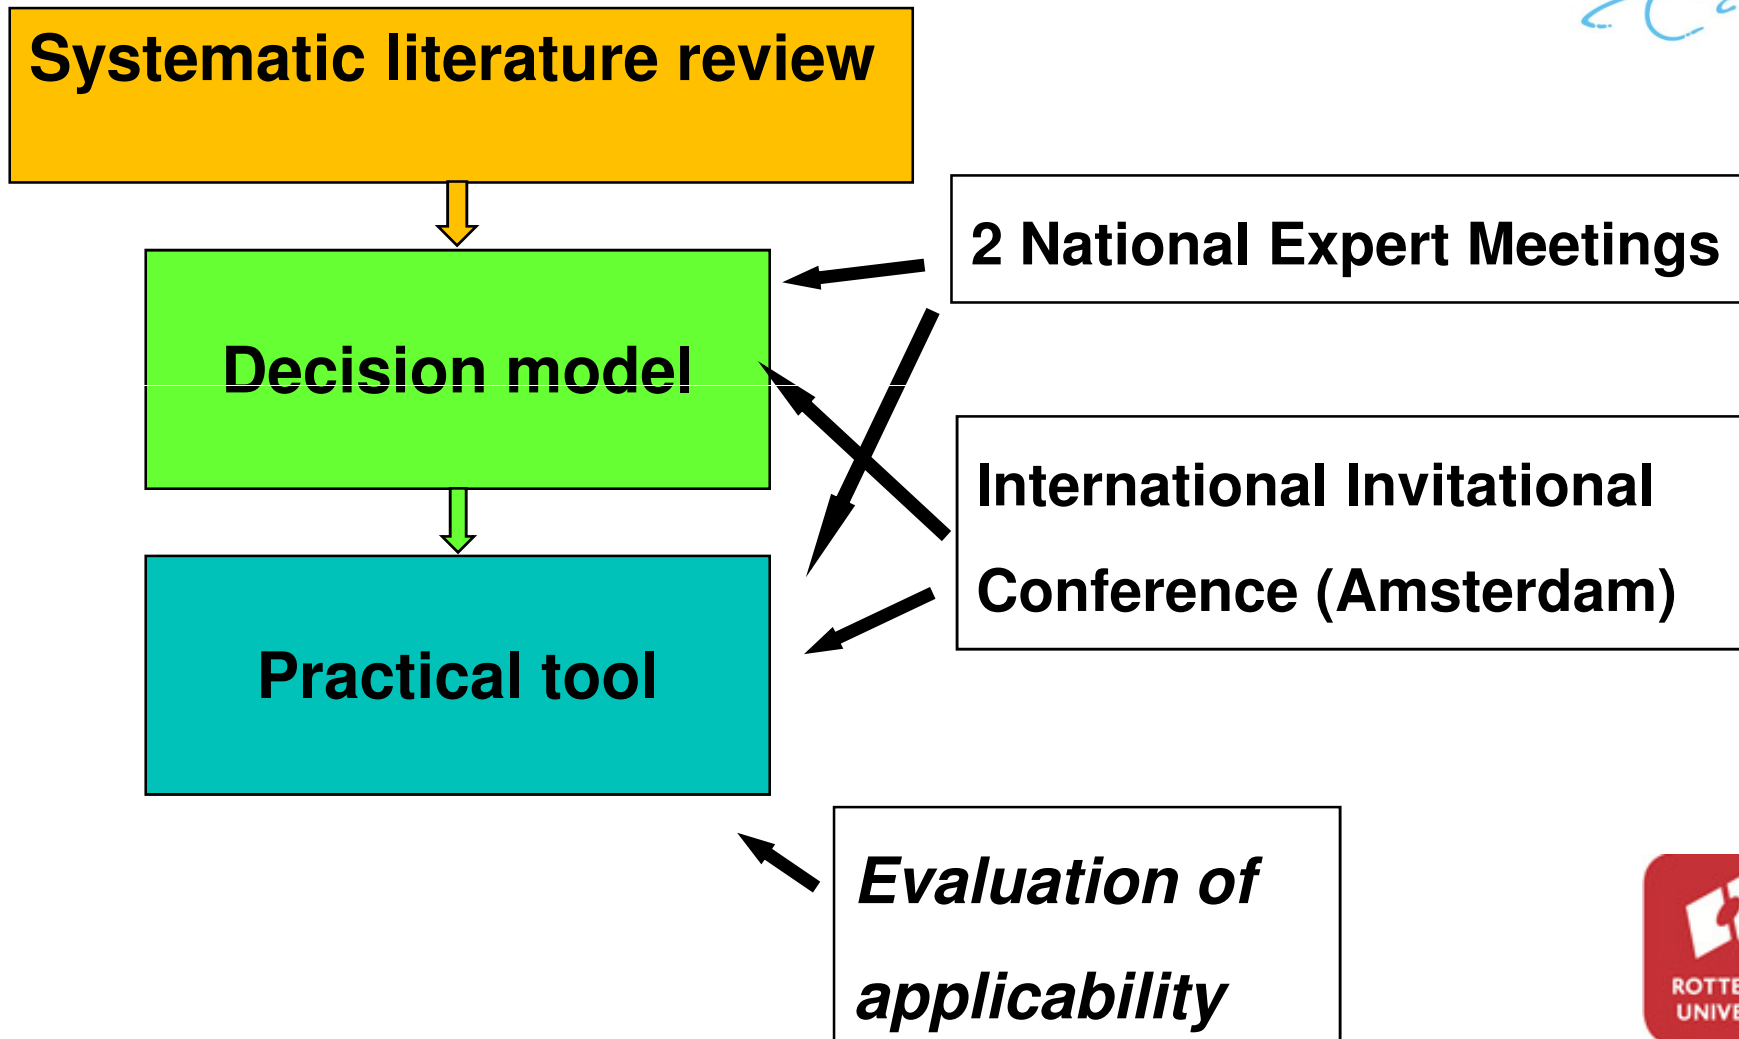 Systematic literature review
2 National Expert Meetings
Decision model
International Invitational
Conference (Amsterdam)
Practical tool
Evaluation of
applicability